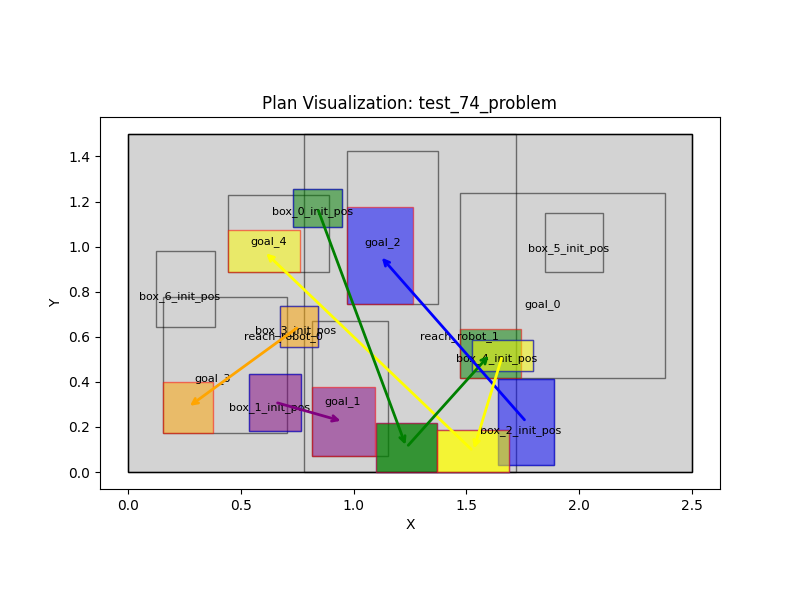 Plan Visualization: test_74_problem
1.4
1.2
1.0
0.8
0.6
0.4
0.2
0.0
Y
box_0_init_pos
goal_4
goal_2
box_5_init_pos
box_6_init_pos
goal_0
box_3_init_pos
reach_robot_0
reach_robot_1
box_4_init_pos
goal_3
box_1_init_pos
goal_1
box_2_init_pos
0.0 0.5 1.0 1.5 2.0 2.5
X